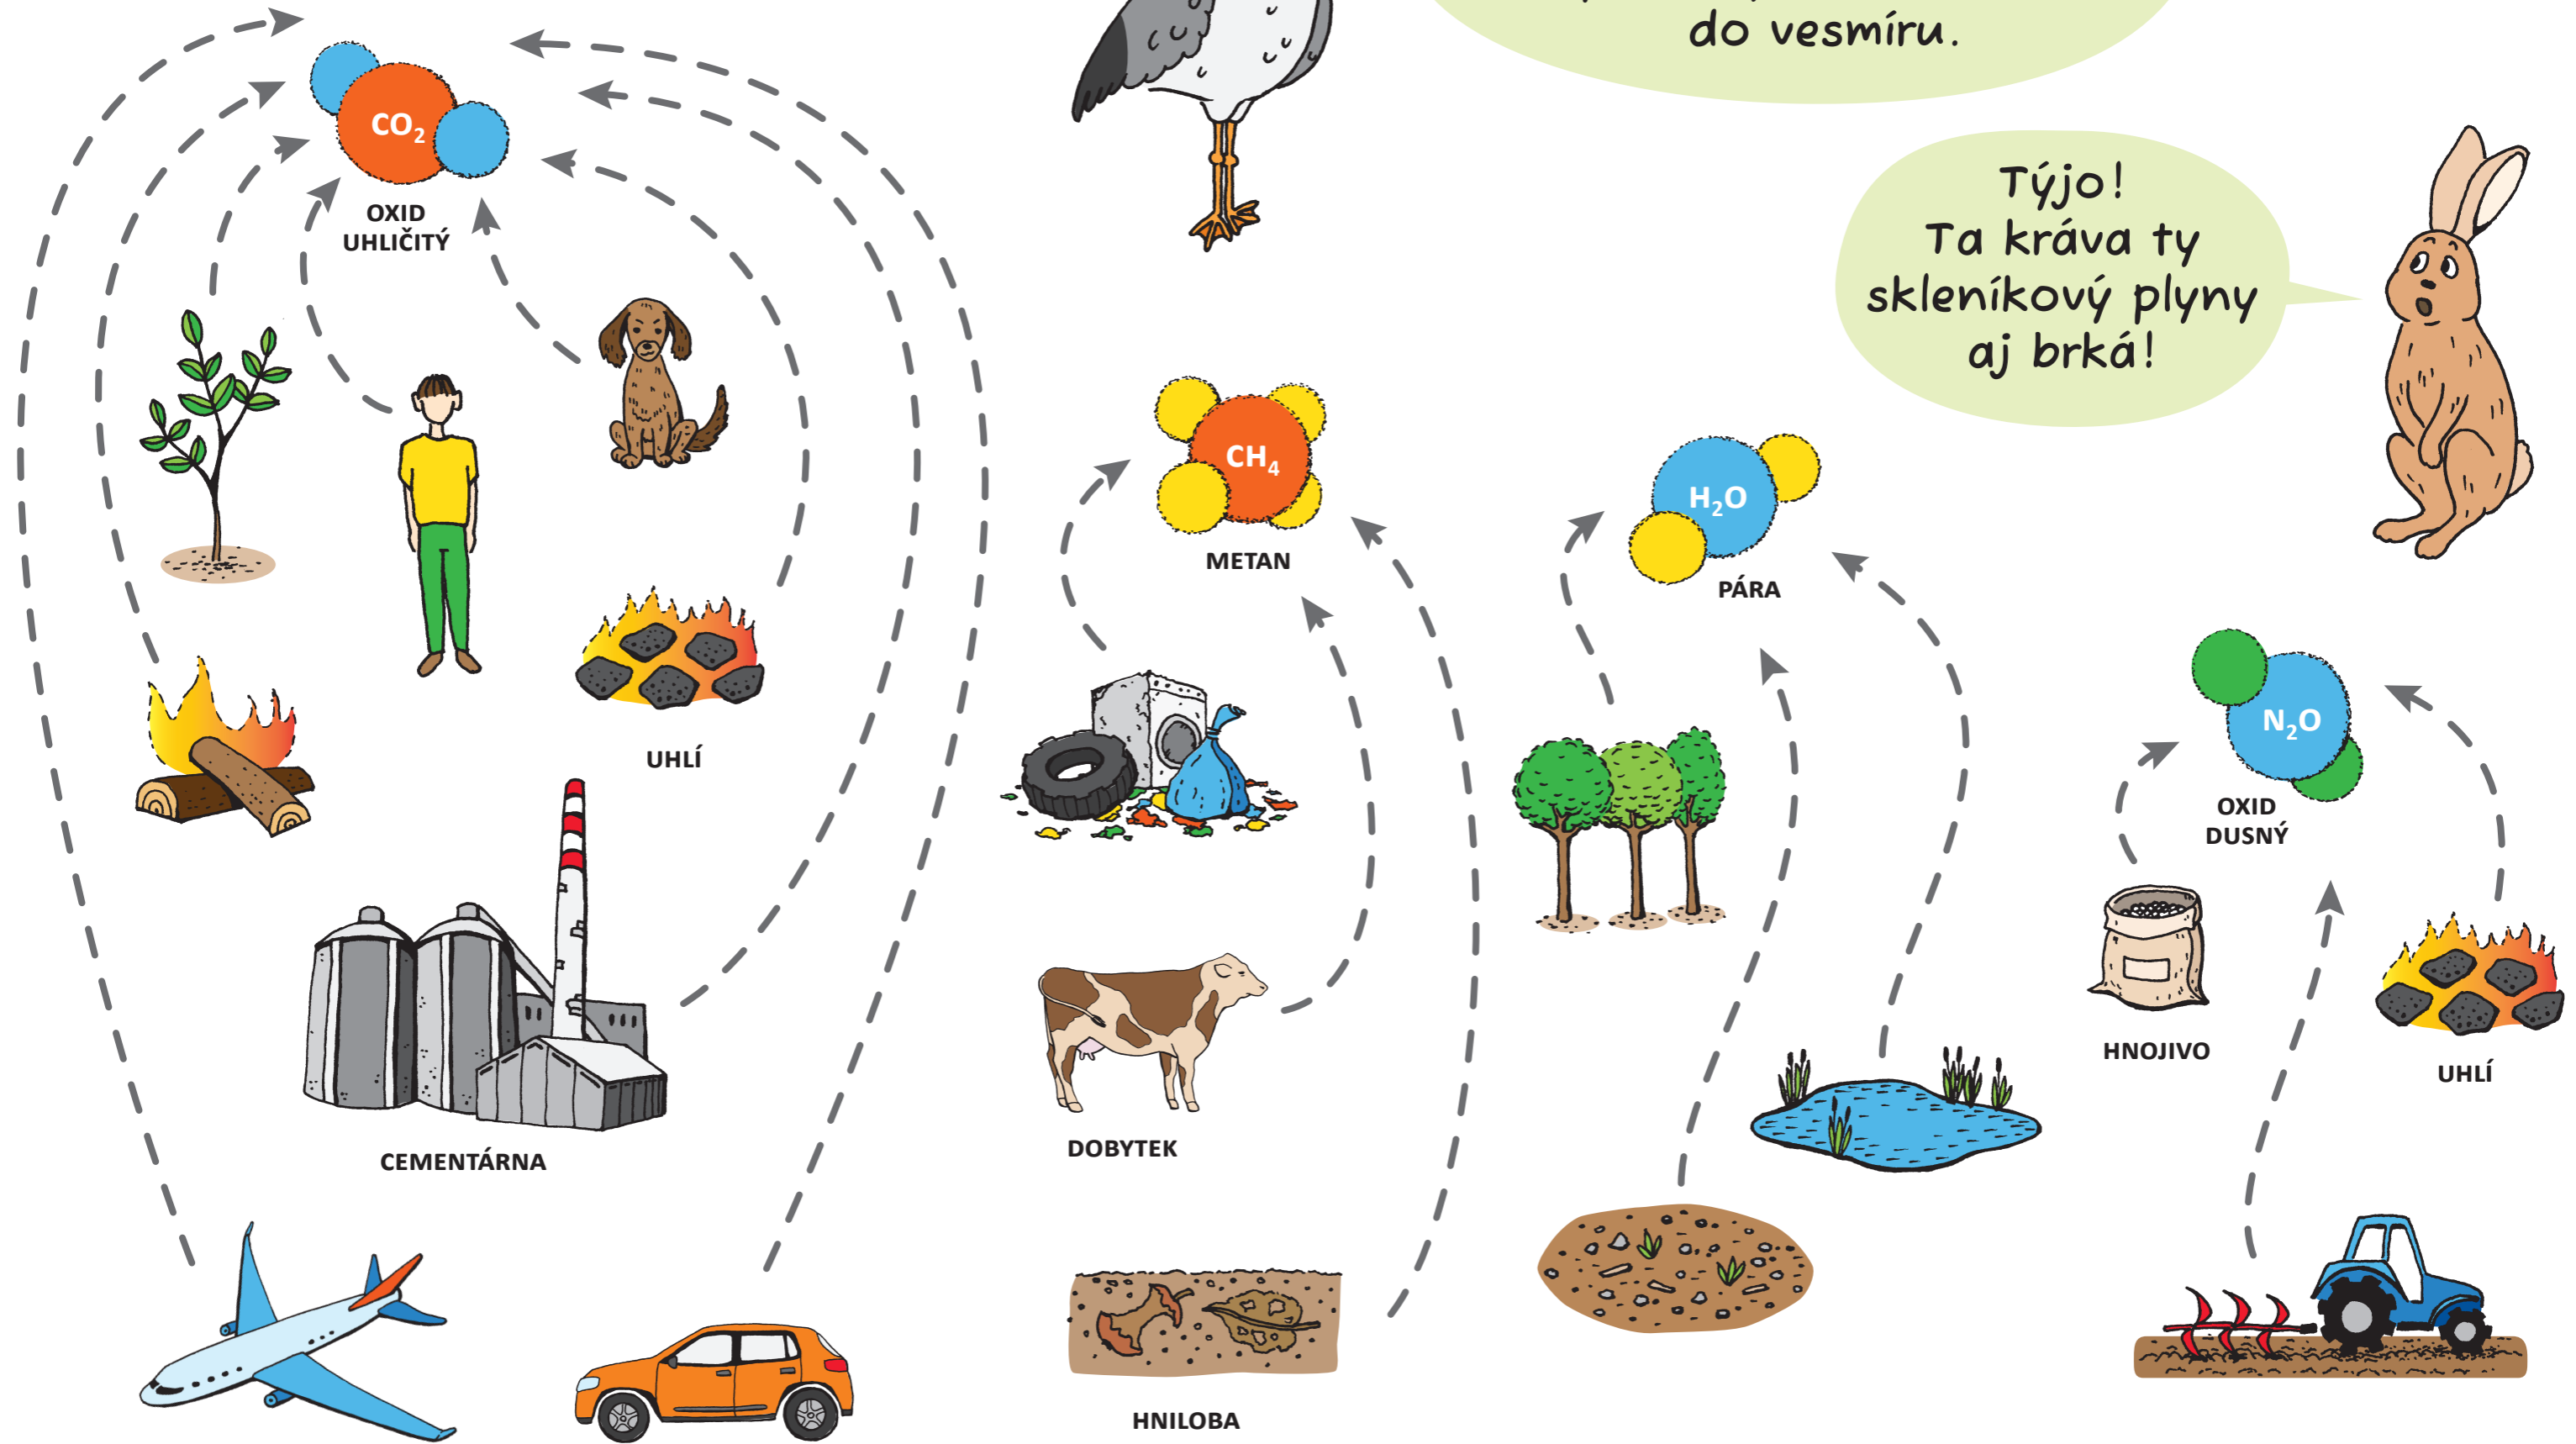 do vesmíru.
Týjo!
Ta kráva ty
skleníkový plyny
aj brká!
CO₂
OXID
UHLIČITÝ
CH₄
METAN
H₂O
PÁRA
N₂O
OXID
DUSNÝ
UHLÍ
CEMENTÁRNA
DOBYTEK
HNILOBA
HNOJIVO
UHLÍ